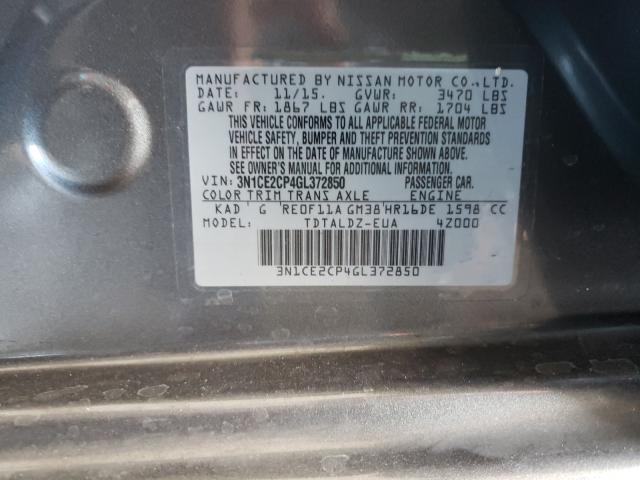 MANUFACTURED BY NISSAN MOTOR CO.,LTD.
DATE: 11/15. GVWR: 3470 LBS
GAWR FR: 1867 LBS GAWR RR: 1704 LBS
THIS VEHICLE CONFORMS TO ALL APPLICABLE FEDERAL MOTOR
VEHICLE SAFETY, BUMPER AND THEFT PREVENTION STANDARDS
IN EFFECT ON THE DATE OF MANUFACTURE SHOWN ABOVE.
SEE OWNER'S MANUAL FOR ADDITIONAL INFORMATION.
VIN: 3N1CE2CP4GL372850 PASSENGER CAR.
COLOR TRIM TRANS AXLE ENGINE
KAD G RE0F11A GM38 HR16DE 1598 CC
MODEL: TDTALDZ-EUA 4Z000
3N1CE2CP4GL372850